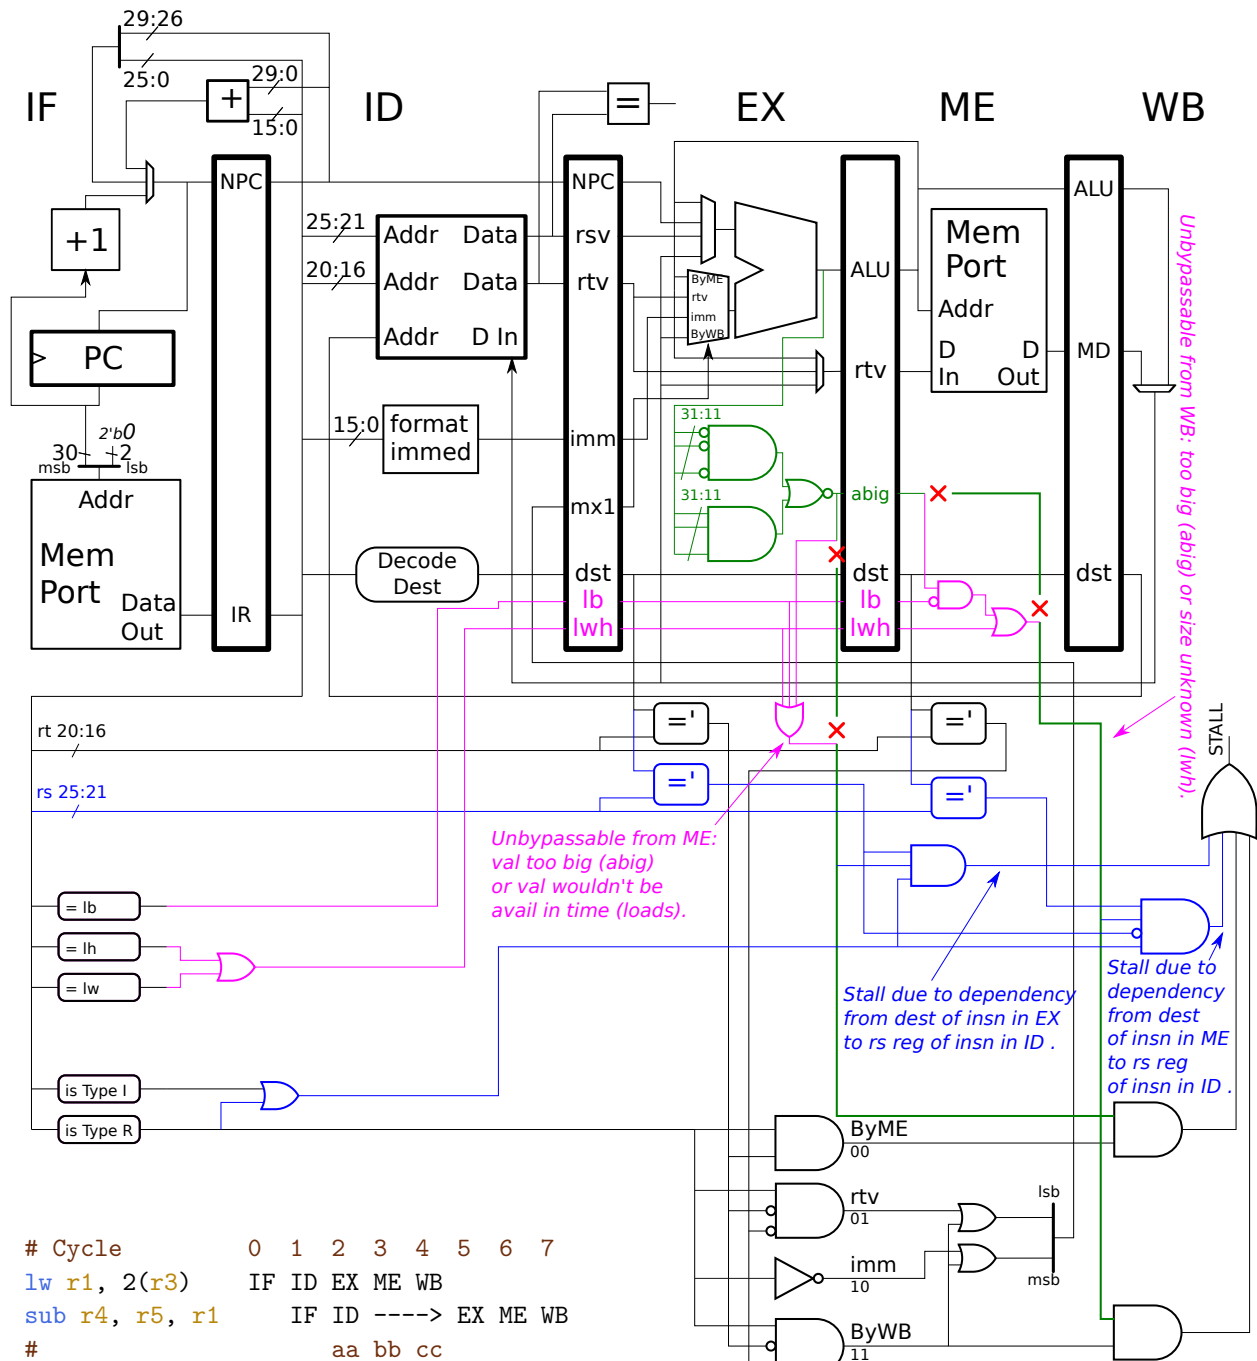 29:26
25:0
29:0
15:0
IF
ID
EX
ME
WB
+
=
NPC
NPC
ALU
+1
25:21
Addr
Data
rsv
20:16
Addr
Data
rtv
Addr
D In
ByME
rtv
imm
ByWB
ALU
Mem
Port
Addr
D
In
D
Out
MD
PC
rtv
15:0
format
immed
imm
2'b0
30
2
msb
lsb
Addr
Mem
Port
Data
Out
IR
mx1
31:11
31:11
abig
Decode
Dest
dst
lb
lwh
dst
lb
lwh
dst
Unbypassable from WB: too big (abig) or size unknown (lwh).
rt 20:16
='
='
rs 25:21
='
='
STALL
Unbypassable from ME:
val too big (abig)
or val wouldn't be
avail in time (loads).
= lb
= lh
= lw
Stall due to dependency
from dest of insn in EX
to rs reg of insn in ID .
Stall due to
dependency
from dest
of insn in ME
to rs reg
of insn in ID .
is Type I
is Type R
ByME
00
rtv
01
lsb
imm
10
msb
ByWB
11
# Cycle 0 1 2 3 4 5 6 7
lw r1, 2(r3) IF ID EX ME WB
sub r4, r5, r1 IF ID ----> EX ME WB
# aa bb cc